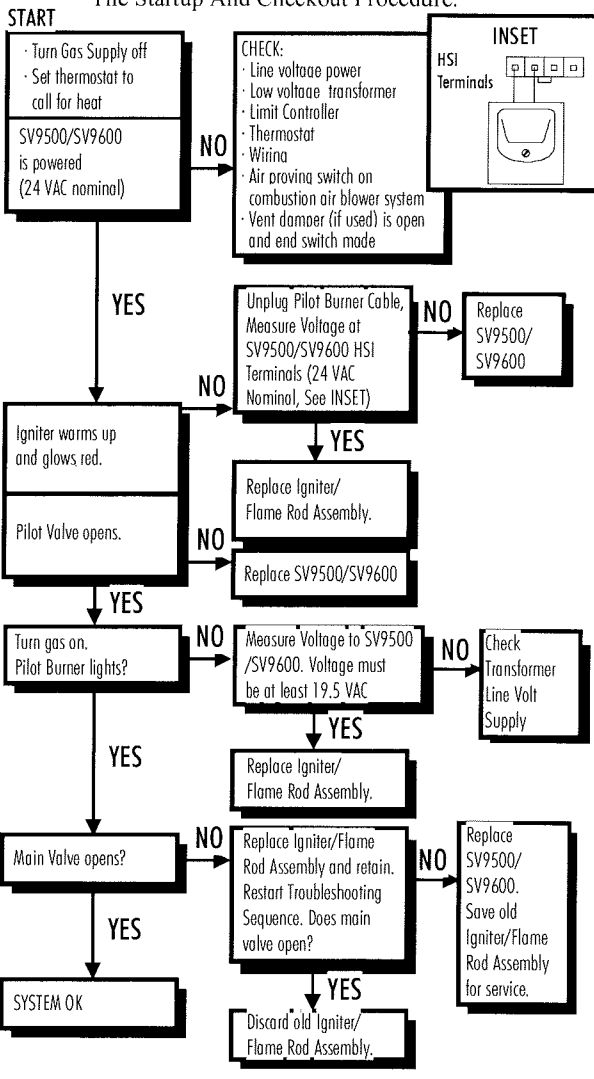 The Startup And Checkout Procedure.
START
· Turn Gas Supply off
· Set thermostat to
call for heat
SV9500/SV9600
is powered
(24 VAC nominal)
NO
CHECK:
· Line voltage power
· Low voltage transformer
· Limit Controller
· Thermostat
· Wiring
· Air proving switch on
combustion air blower system
· Vent damper (if used) is open
and end switch made
INSET
HSI
Terminals
YES
Igniter warms up
and glows red.
NO
Unplug Pilot Burner Cable,
Measure Voltage at
SV9500/SV9600 HSI
Terminals (24 VAC
Nominal, See INSET)
NO
Replace
SV9500/
SV9600
YES
Replace Igniter/
Flame Rod Assembly.
Pilot Valve opens.
NO
Replace SV9500/SV9600
YES
Turn gas on.
Pilot Burner lights?
NO
Measure Voltage to SV9500
/SV9600. Voltage must
be at least 19.5 VAC
NO
Check
Transformer
Line Volt
Supply
YES
Replace Igniter/
Flame Rod Assembly.
YES
Main Valve opens?
NO
Replace Igniter/Flame
Rod Assembly and retain.
Restart Troubleshooting
Sequence. Does main
valve open?
NO
Replace
SV9500/
SV9600.
Save old
Igniter/Flame
Rod Assembly
for service.
YES
Discard old Igniter/
Flame Rod Assembly.
YES
SYSTEM OK